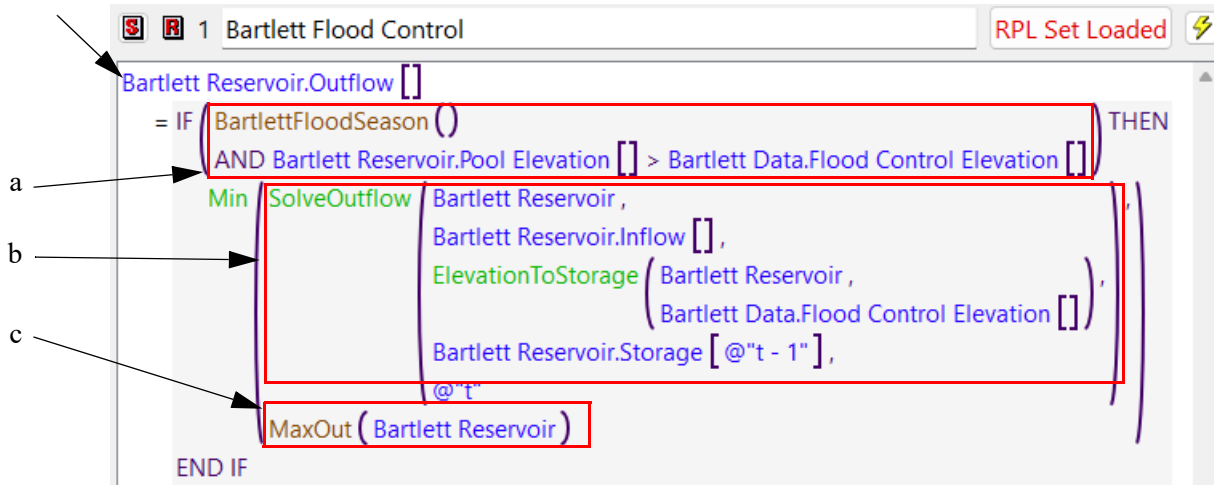 S R 1 Bartlett Flood Control RPL Set Loaded
Bartlett Reservoir.Outflow []
= IF ( BartlettFloodSeason () ) THEN
AND Bartlett Reservoir.Pool Elevation [] > Bartlett Data.Flood Control Elevation []
a
Min ( SolveOutflow ( Bartlett Reservoir ,
Bartlett Reservoir.Inflow [] ,
b
ElevationToStorage ( Bartlett Reservoir ,
Bartlett Data.Flood Control Elevation [] ) ,
c
Bartlett Reservoir.Storage [ @"t - 1" ] ,
@"t" ) ,
MaxOut ( Bartlett Reservoir ) )
END IF